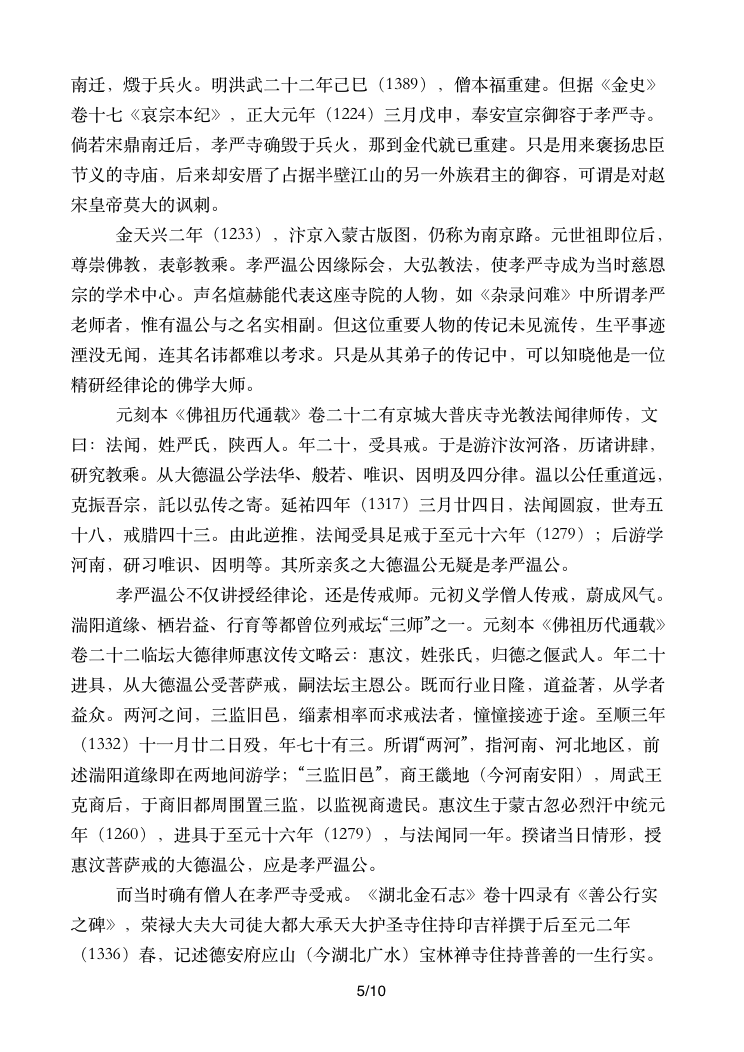 南迁，燬于兵火。明洪武二十二年己巳（1389），僧本福重建。但据《金史》
卷十七《哀宗本纪》，正大元年（1224）三月戊申，奉安宣宗御容于孝严寺。
倘若宋鼎南迁后，孝严寺确毁于兵火，那到金代就已重建。只是用来褒扬忠臣
节义的寺庙，后来却安厝了占据半壁江山的另一外族君主的御容，可谓是对赵
宋皇帝莫大的讽刺。
金天兴二年（1233），汴京入蒙古版图，仍称为南京路。元世祖即位后，
尊崇佛教，表彰教乘。孝严温公因缘际会，大弘教法，使孝严寺成为当时慈恩
宗的学术中心。声名煊赫能代表这座寺院的人物，如《杂录问难》中所谓孝严
老师者，惟有温公与之名实相副。但这位重要人物的传记未见流传，生平事迹
湮没无闻，连其名讳都难以考求。只是从其弟子的传记中，可以知晓他是一位
精研经律论的佛学大师。
元刻本《佛祖历代通载》卷二十二有京城大普庆寺光教法闻律师传，文
曰：法闻，姓严氏，陕西人。年二十，受具戒。于是游汴汝河洛，历诸讲肆，
研究教乘。从大德温公学法华、般若、唯识、因明及四分律。温以公任重道远，
克振吾宗，託以弘传之寄。延祐四年（1317）三月廿四日，法闻圆寂，世寿五
十八，戒腊四十三。由此逆推，法闻受具足戒于至元十六年（1279）；后游学
河南，研习唯识、因明等。其所亲炙之大德温公无疑是孝严温公。
孝严温公不仅讲授经律论，还是传戒师。元初义学僧人传戒，蔚成风气。
湍阳道缘、栖岩益、行育等都曾位列戒坛“三师”之一。元刻本《佛祖历代通载》
卷二十二临坛大德律师惠汶传文略云：惠汶，姓张氏，归德之偃武人。年二十
进具，从大德温公受菩萨戒，嗣法坛主恩公。既而行业日隆，道益著，从学者
益众。两河之间，三监旧邑，缁素相率而求戒法者，憧憧接迹于途。至顺三年
（1332）十一月廿二日殁，年七十有三。所谓“两河”，指河南、河北地区，前
述湍阳道缘即在两地间游学；“三监旧邑”，商王畿地（今河南安阳），周武王
克商后，于商旧都周围置三监，以监视商遗民。惠汶生于蒙古忽必烈汗中统元
年（1260），进具于至元十六年（1279），与法闻同一年。揆诸当日情形，授
惠汶菩萨戒的大德温公，应是孝严温公。
而当时确有僧人在孝严寺受戒。《湖北金石志》卷十四录有《善公行实
之碑》，荣禄大夫大司徒大都大承天大护圣寺住持印吉祥撰于后至元二年
（1336）春，记述德安府应山（今湖北广水）宝林禅寺住持普善的一生行实。
5/10